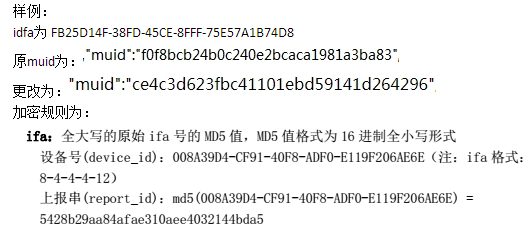 样例：
idfa为 FB25D14F-38FD-45CE-8FFF-75E57A1B74D8
原muid为："muid":"f0f8bcb24b0c240e2bcaca1981a3ba83",
更改为："muid":"ce4c3d623fbc41101ebd59141d264296",
加密规则为：
ifa：全大写的原始 ifa 号的 MD5 值，MD5 值格式为 16 进制全小写形式
设备号(device_id)：008A39D4-CF91-40F8-ADF0-E119F206AE6E（注：ifa 格式：
8-4-4-4-12）
上报串(report_id)：md5(008A39D4-CF91-40F8-ADF0-E119F206AE6E) =
5428b29aa84afae310aee4032144bda5